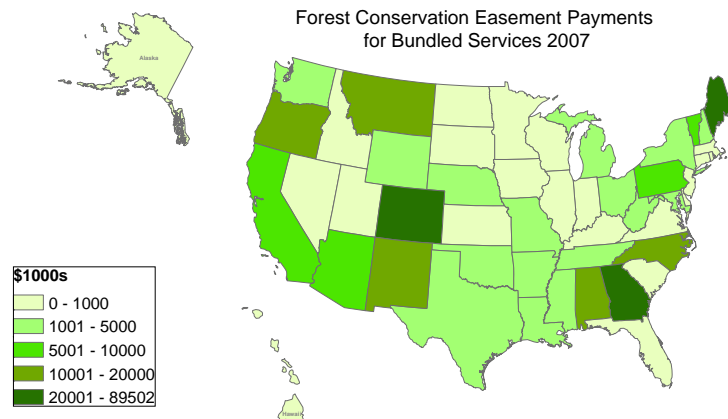 Forest Conservation Easement Payments
for Bundled Services 2007
Alaska
$1000s
0 - 1000
1001 - 5000
5001 - 10000
10001 - 20000
20001 - 89502
Hawaii